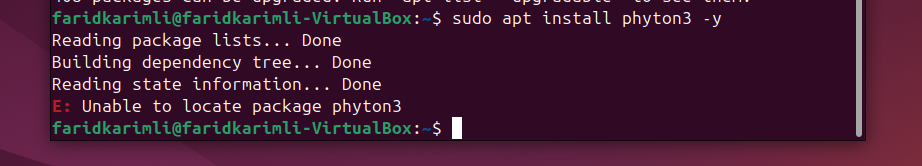 faridkarimli@faridkarimli-VirtualBox:~$ sudo apt install phyton3 -y
Reading package lists... Done
Building dependency tree... Done
Reading state information... Done
E: Unable to locate package phyton3
faridkarimli@faridkarimli-VirtualBox:~$